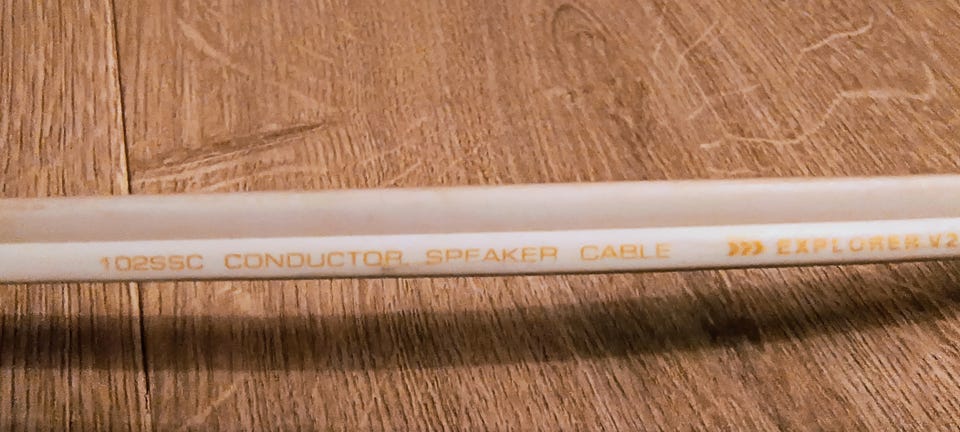 102SSC CONDUCTOR SPEAKER CABLE >>> EXPLORER V2